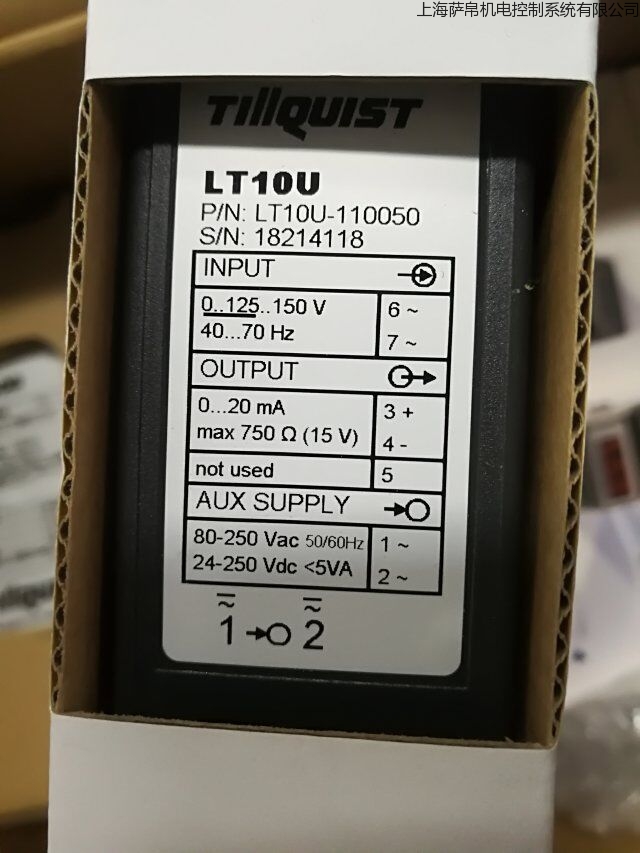 上海萨帛机电控制系统有限公司
TillQUIST
LT10U
P/N: LT10U-110050
S/N: 18214118
INPUT
0..125..150 V
40...70 Hz
6 ~
7 ~
OUTPUT
0...20 mA
max 750 Ω (15 V)
3 +
4 -
not used
5
AUX SUPPLY
80-250 Vac 50/60Hz
24-250 Vdc <5VA
1 ~
2 ~
1 2